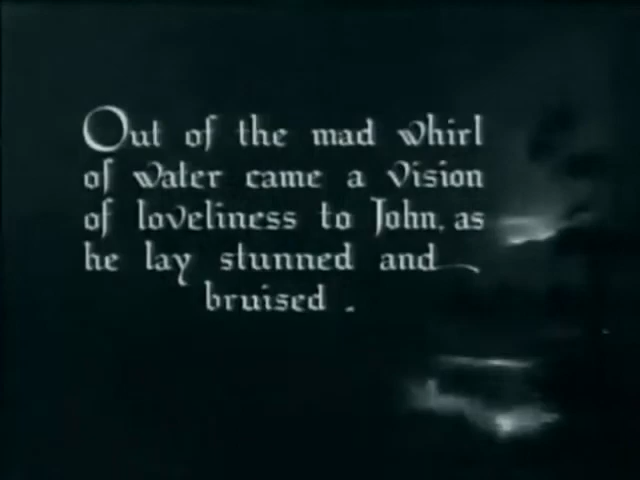 Out of the mad whirl
of water came a vision
of loveliness to John, as
he lay stunned and
bruised.